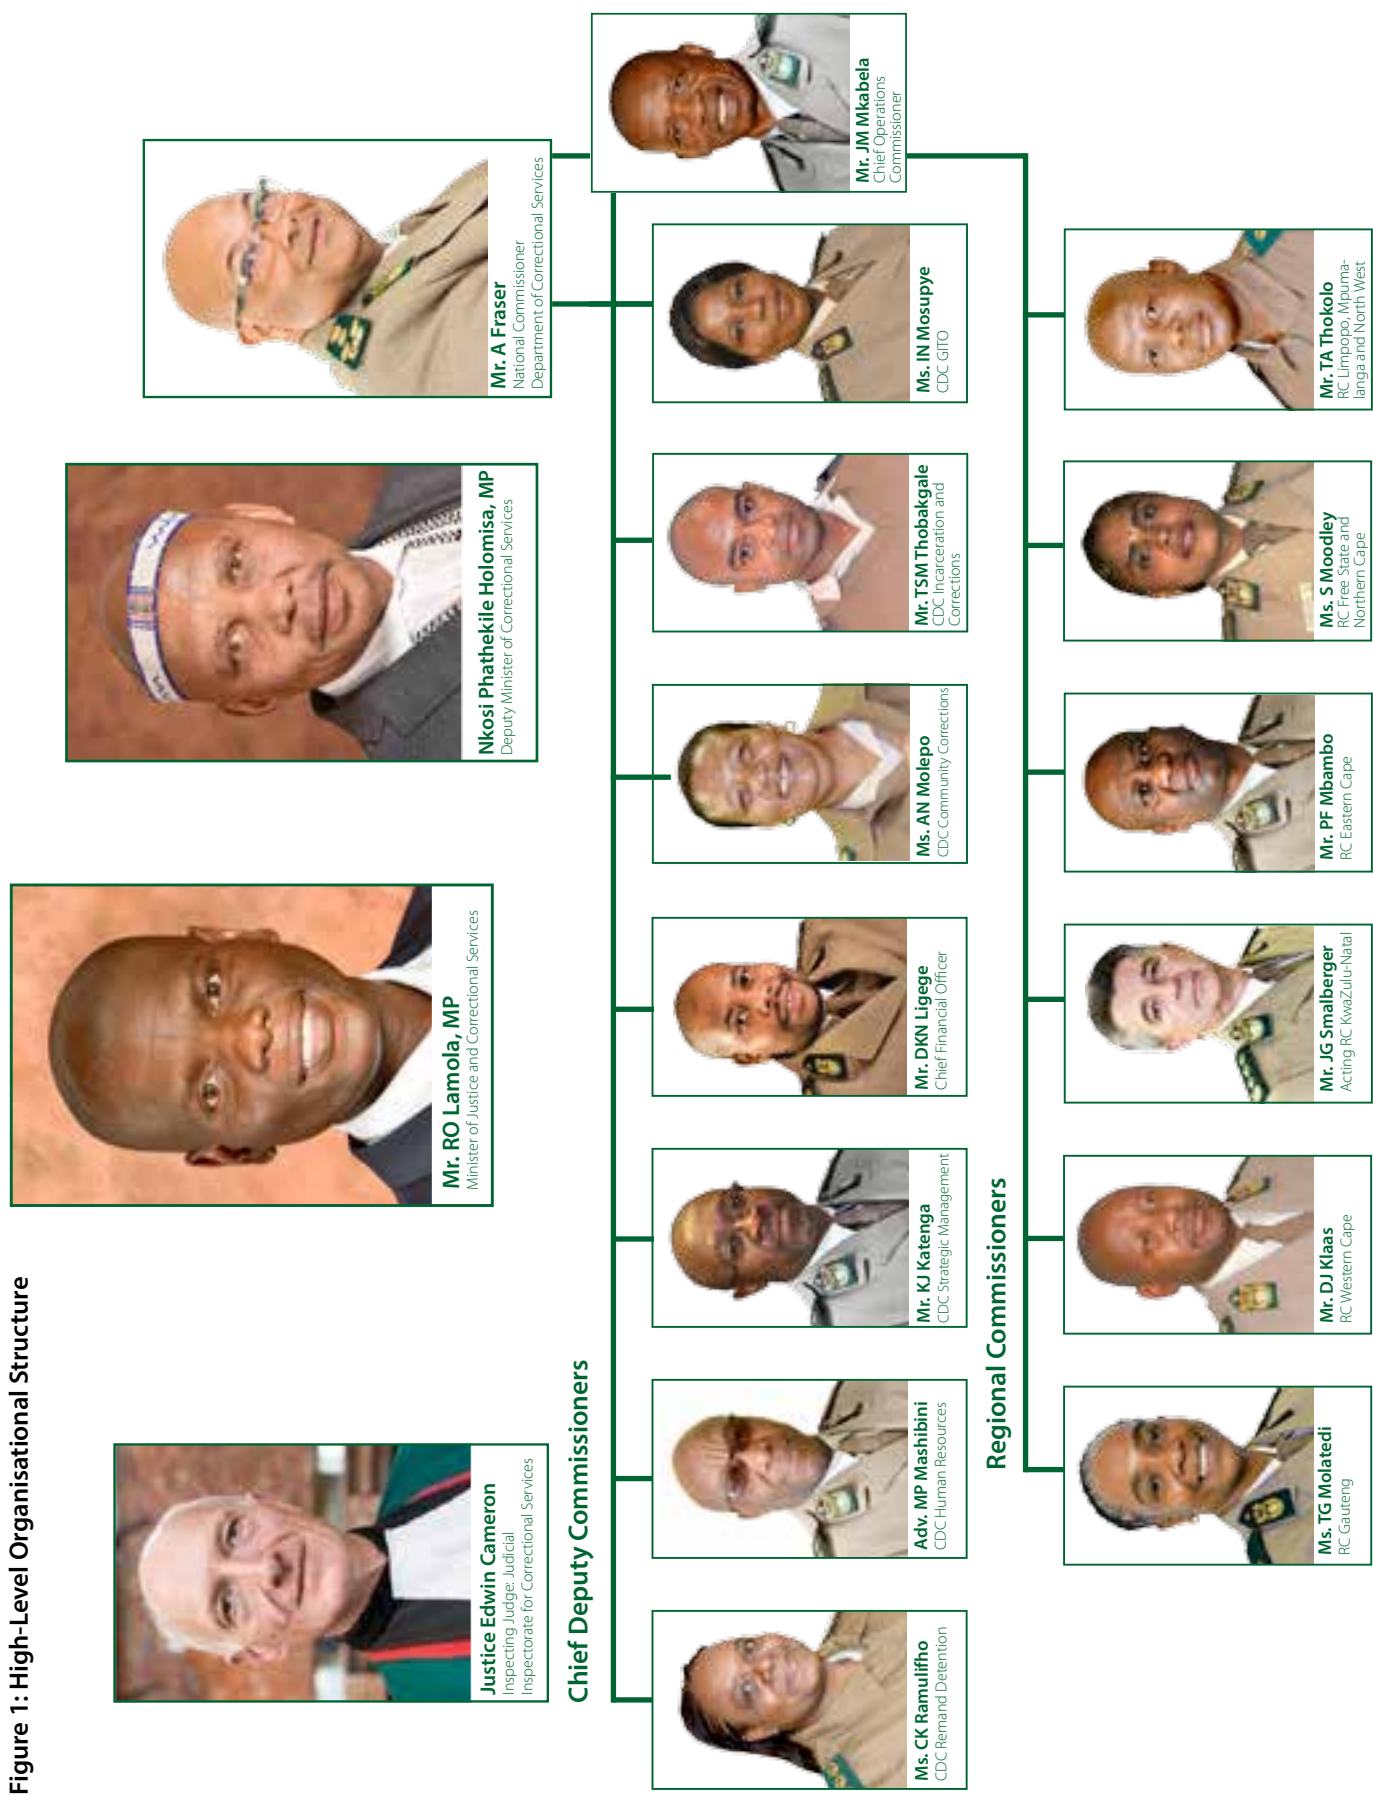 Figure 1: High-Level Organisational Structure
Justice Edwin Cameron
Inspecting Judge: Judicial
Inspectorate for Correctional Services
Mr. RO Lamola, MP
Minister of Justice and Correctional Services
Nkosi Phathekile Holomisa, MP
Deputy Minister of Correctional Services
Mr. A Fraser
National Commissioner
Department of Correctional Services
Mr. JM Mkabela
Chief Operations
Commissioner
Chief Deputy Commissioners
Ms. CK Ramulifho
CDC Remand Detention
Adv. MP Mashibini
CDC Human Resources
Mr. KJ Katenga
CDC Strategic Management
Mr. DKN Ligege
Chief Financial Officer
Ms. AN Molepo
CDC Community Corrections
Mr. TSM Thobakgale
CDC Incarceration and
Corrections
Ms. IN Mosupye
CDC GITO
Regional Commissioners
Ms. TG Molatedi
RC Gauteng
Mr. DJ Klaas
RC Western Cape
Mr. JG Smalberger
Acting RC KwaZulu-Natal
Mr. PF Mbambo
RC Eastern Cape
Ms. S Moodley
RC Free State and
Northern Cape
Mr. TA Thokolo
RC Limpopo, Mpuma-
langa and North West